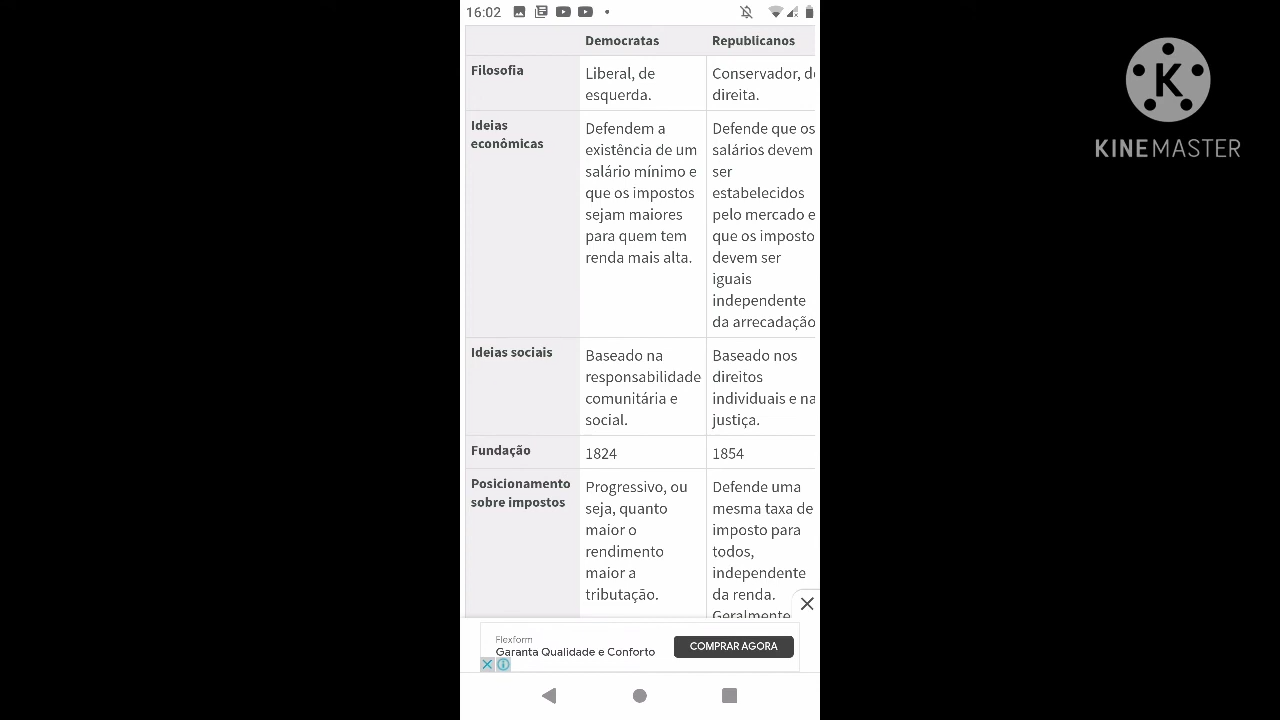 16:02
Democratas
Republicanos
Filosofia
Liberal, de
esquerda.
Conservador, de
direita.
Ideias
econômicas
Defendem a
existência de um
salário mínimo e
que os impostos
sejam maiores
para quem tem
renda mais alta.
Defende que os
salários devem
ser
estabelecidos
pelo mercado e
que os imposto
devem ser
iguais
independente
da arrecadação
Ideias sociais
Baseado na
responsabilidade
comunitária e
social.
Baseado nos
direitos
individuais e na
justiça.
Fundação
1824
1854
Posicionamento
sobre impostos
Progressivo, ou
seja, quanto
maior o
rendimento
maior a
tributação.
Defende uma
mesma taxa de
imposto para
todos,
independente
da renda.
Geralmente
Flexform
Garanta Qualidade e Conforto
COMPRAR AGORA
K
KINEMASTER